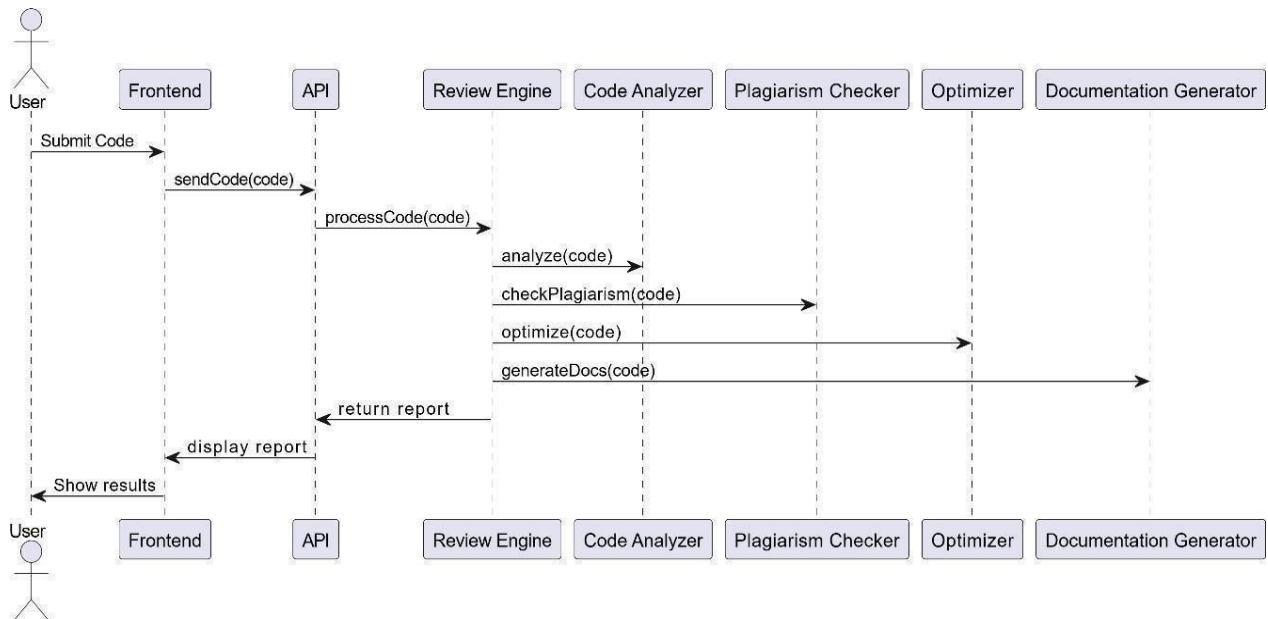 User
Frontend
API
Review Engine
Code Analyzer
Plagiarism Checker
Optimizer
Documentation Generator
Submit Code
sendCode(code)
processCode(code)
analyze(code)
checkPlagiarism(code)
optimize(code)
generateDocs(code)
return report
display report
Show results
User
Frontend
API
Review Engine
Code Analyzer
Plagiarism Checker
Optimizer
Documentation Generator